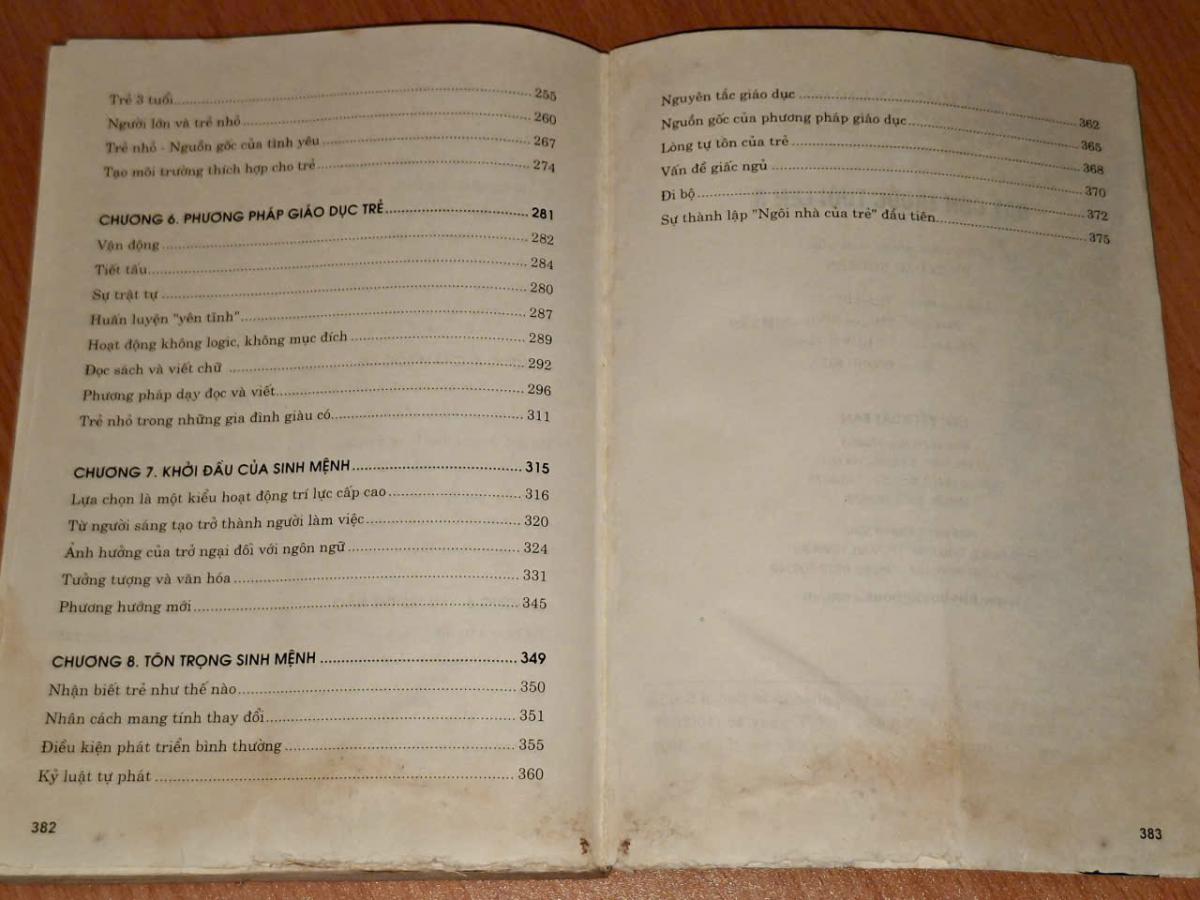 Trẻ 3 tuổi 255
Người lớn và trẻ nhỏ 260
Trẻ nhỏ - Nguồn gốc của tình yêu 267
Tạo môi trường thích hợp cho trẻ 274
CHƯƠNG 6. PHƯƠNG PHÁP GIÁO DỤC TRẺ 281
Vận động 282
Tiết tấu 284
Sự trật tự 280
Huấn luyện "yên tĩnh" 287
Hoạt động không logic, không mục đích 289
Đọc sách và viết chữ 292
Phương pháp dạy đọc và viết 296
Trẻ nhỏ trong những gia đình giàu có 311
CHƯƠNG 7. KHỞI ĐẦU CỦA SINH MỆNH 315
Lựa chọn là một kiểu hoạt động trí lực cấp cao 316
Từ người sáng tạo trở thành người làm việc 320
Ảnh hưởng của trở ngại đối với ngôn ngữ 324
Tưởng tượng và văn hóa 331
Phương hướng mới 345
CHƯƠNG 8. TÔN TRỌNG SINH MỆNH 349
Nhận biết trẻ như thế nào 350
Nhân cách mang tính thay đổi 351
Điều kiện phát triển bình thường 355
Kỷ luật tự phát 360
382
Nguyên tắc giáo dục 362
Nguồn gốc của phương pháp giáo dục 365
Lòng tự tôn của trẻ 368
Vấn đề giấc ngủ 370
Đi bộ 372
Sự thành lập "Ngôi nhà của trẻ" đầu tiên 375
383